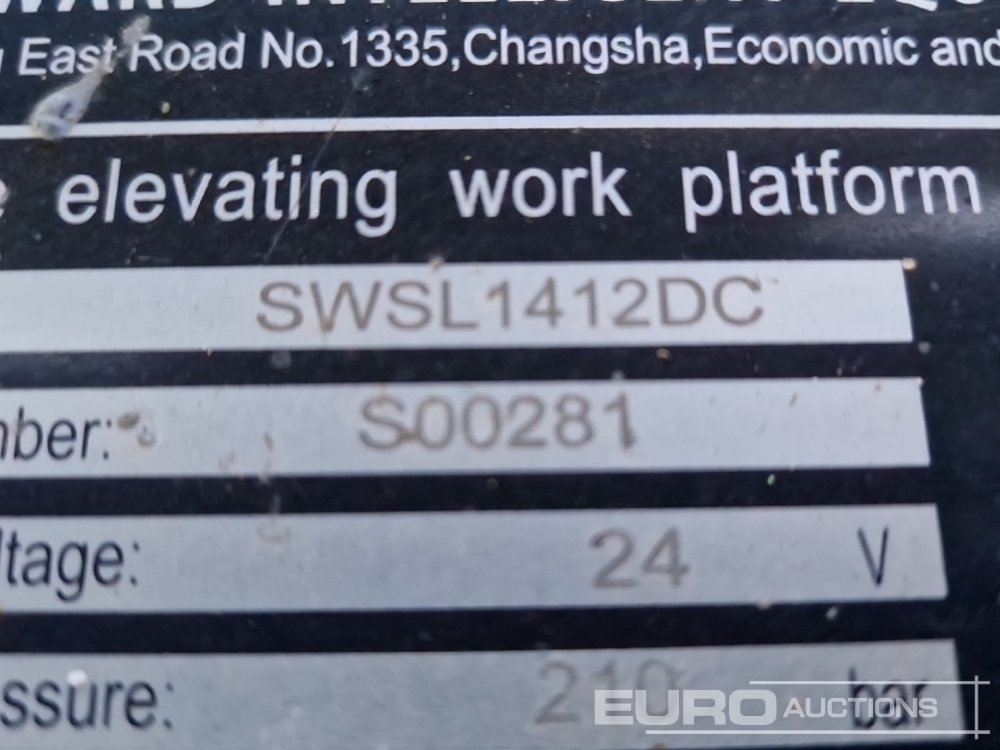 East Road No.1335,Changsha,Economic and
elevating work platform
SWSL1412DC
mber: S00281
ltage: 24 V
ssure: 210 bar
EURO AUCTIONS